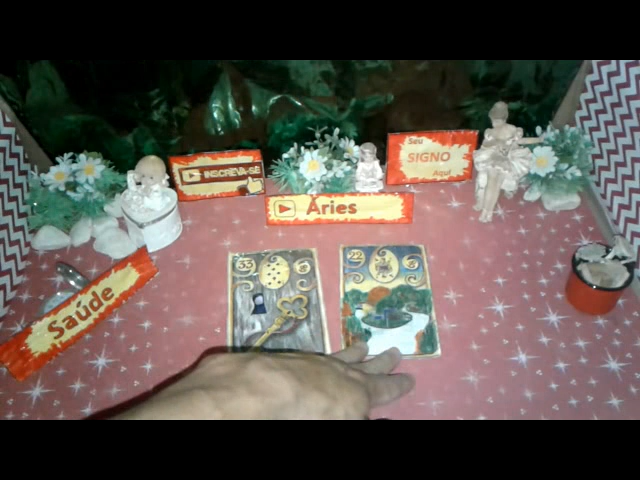 INSCREVA-SE
Seu
SIGNO
Aqui
Áries
Saúde
33
22